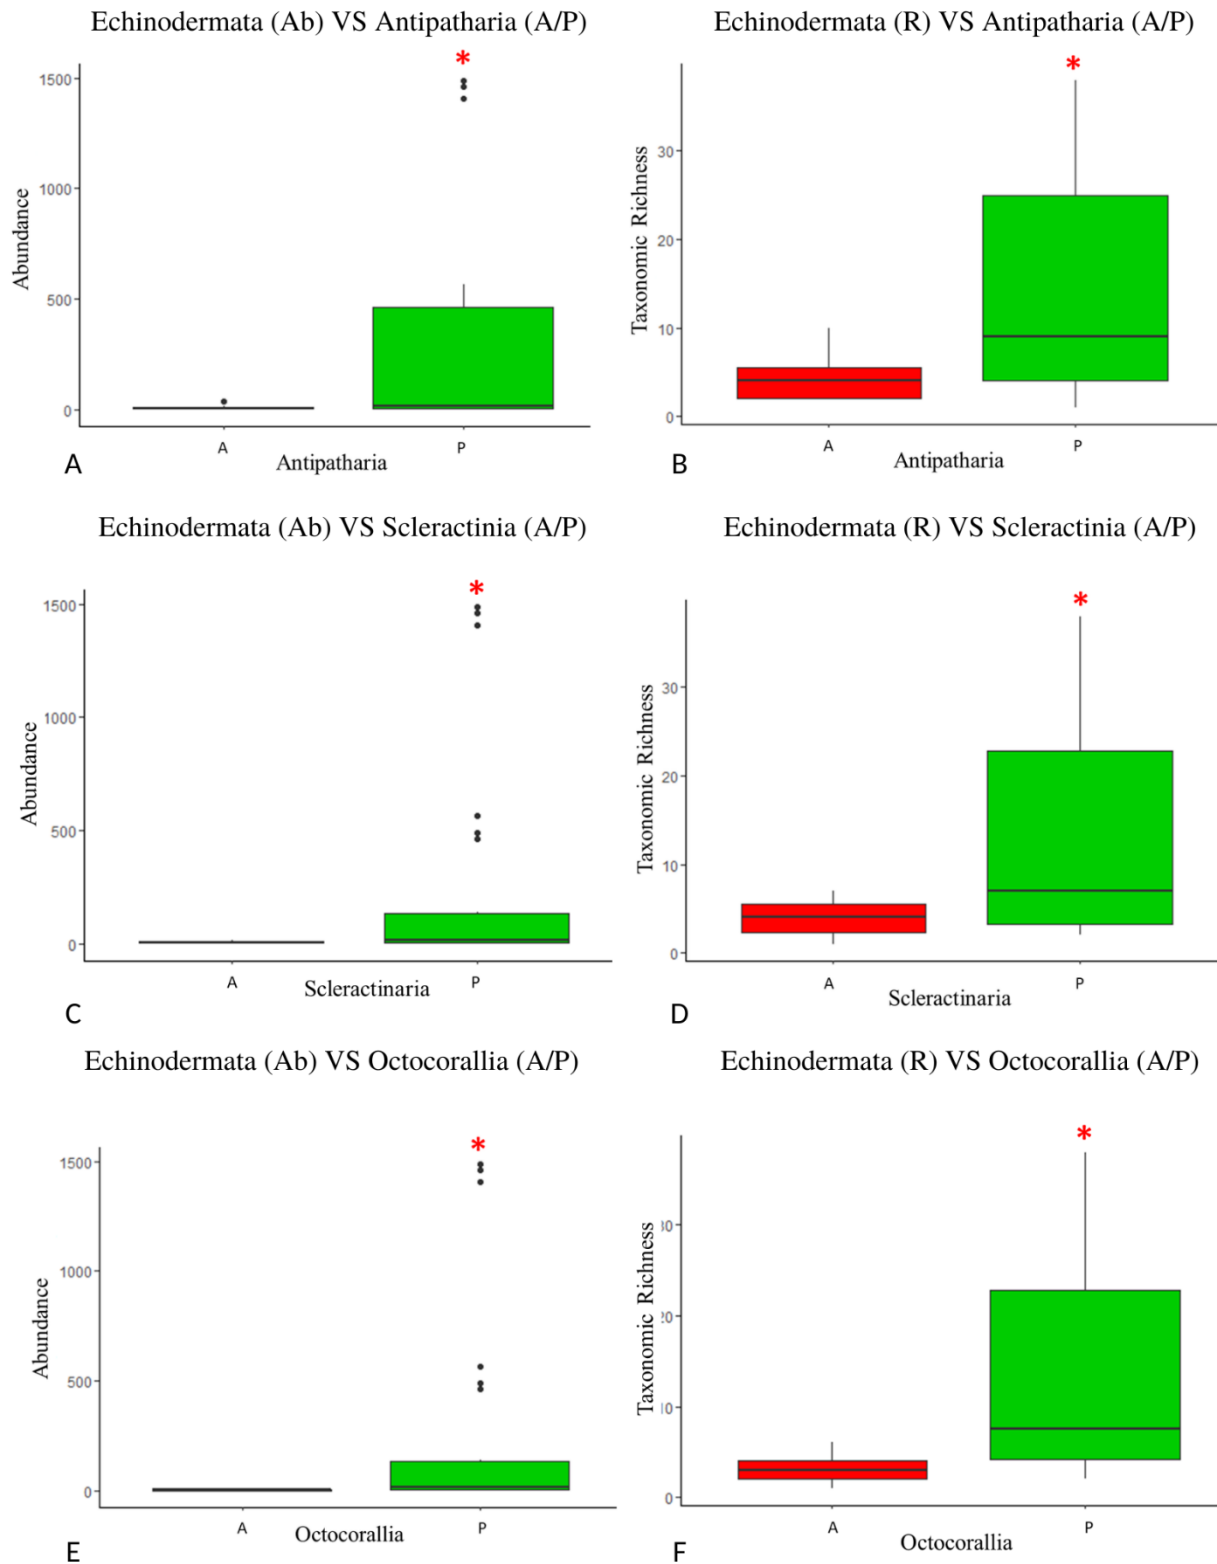 Echinodermata (Ab) VS Antipatharia (A/P)
*
1500
1000
500
0
Abundance
A
P
Antipatharia
A
Echinodermata (R) VS Antipatharia (A/P)
*
30
20
10
0
Taxonomic Richness
A
P
Antipatharia
B
Echinodermata (Ab) VS Scleractinia (A/P)
*
1500
1000
500
0
Abundance
A
P
Scleractinaria
C
Echinodermata (R) VS Scleractinia (A/P)
*
30
20
10
0
Taxonomic Richness
A
P
Scleractinaria
D
Echinodermata (Ab) VS Octocorallia (A/P)
*
1500
1000
500
0
Abundance
A
P
Octocorallia
E
Echinodermata (R) VS Octocorallia (A/P)
*
30
20
10
0
Taxonomic Richness
A
P
Octocorallia
F